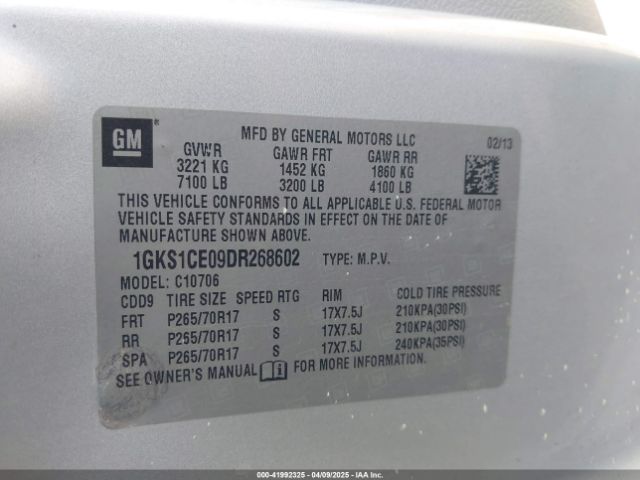 GM
MFD BY GENERAL MOTORS LLC 02/13
GVWR GAWR FRT GAWR RR
3221 KG 1452 KG 1860 KG
7100 LB 3200 LB 4100 LB
THIS VEHICLE CONFORMS TO ALL APPLICABLE U.S. FEDERAL MOTOR
VEHICLE SAFETY STANDARDS IN EFFECT ON THE DATE OF
MANUFACTURE SHOWN ABOVE.
1GKS1CE09DR268602 TYPE: M.P.V.
MODEL: C10706
CDD9 TIRE SIZE SPEED RTG RIM COLD TIRE PRESSURE
FRT P265/70R17 S 17X7.5J 210KPA(30PSI)
RR P255/70R17 S 17X7.5J 210KPA(30PSI)
SPA P265/70R17 S 17X7.5J 240KPA(35PSI)
SEE OWNER'S MANUAL FOR MORE INFORMATION.
000-41992325 | 04/09/2025 | IAA, Inc.